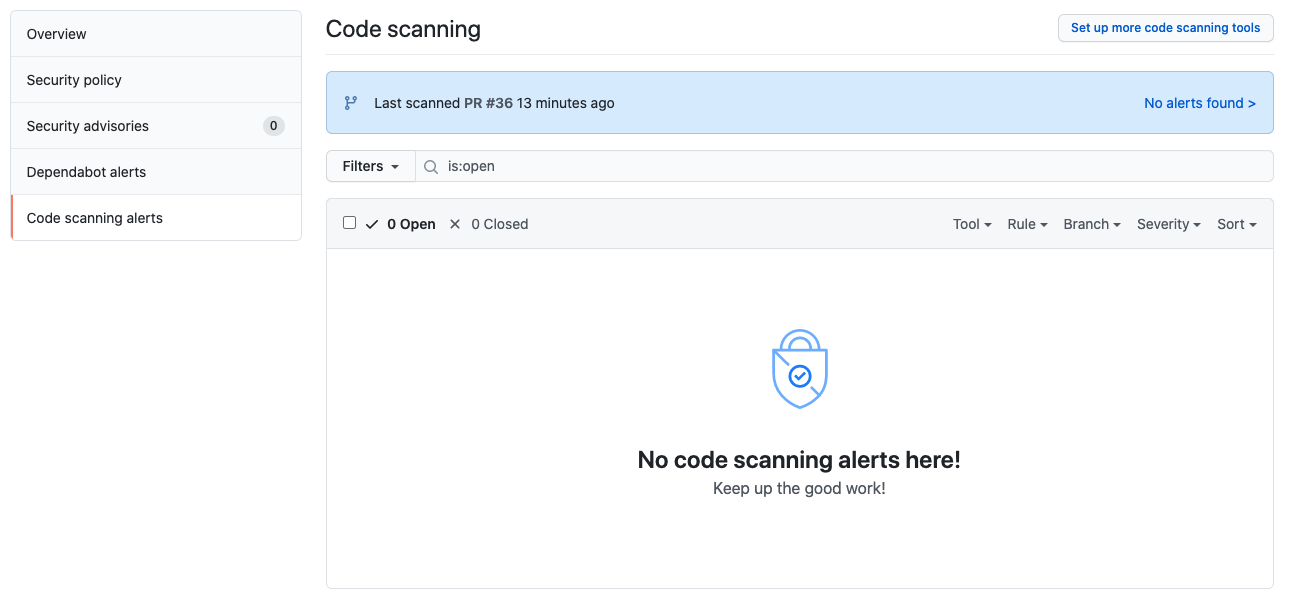 Overview
Security policy
Security advisories 0
Dependabot alerts
Code scanning alerts
Code scanning
Set up more code scanning tools
Last scanned PR #36 13 minutes ago
No alerts found >
Filters
is:open
0 Open 0 Closed
Tool Rule Branch Severity Sort
No code scanning alerts here!
Keep up the good work!